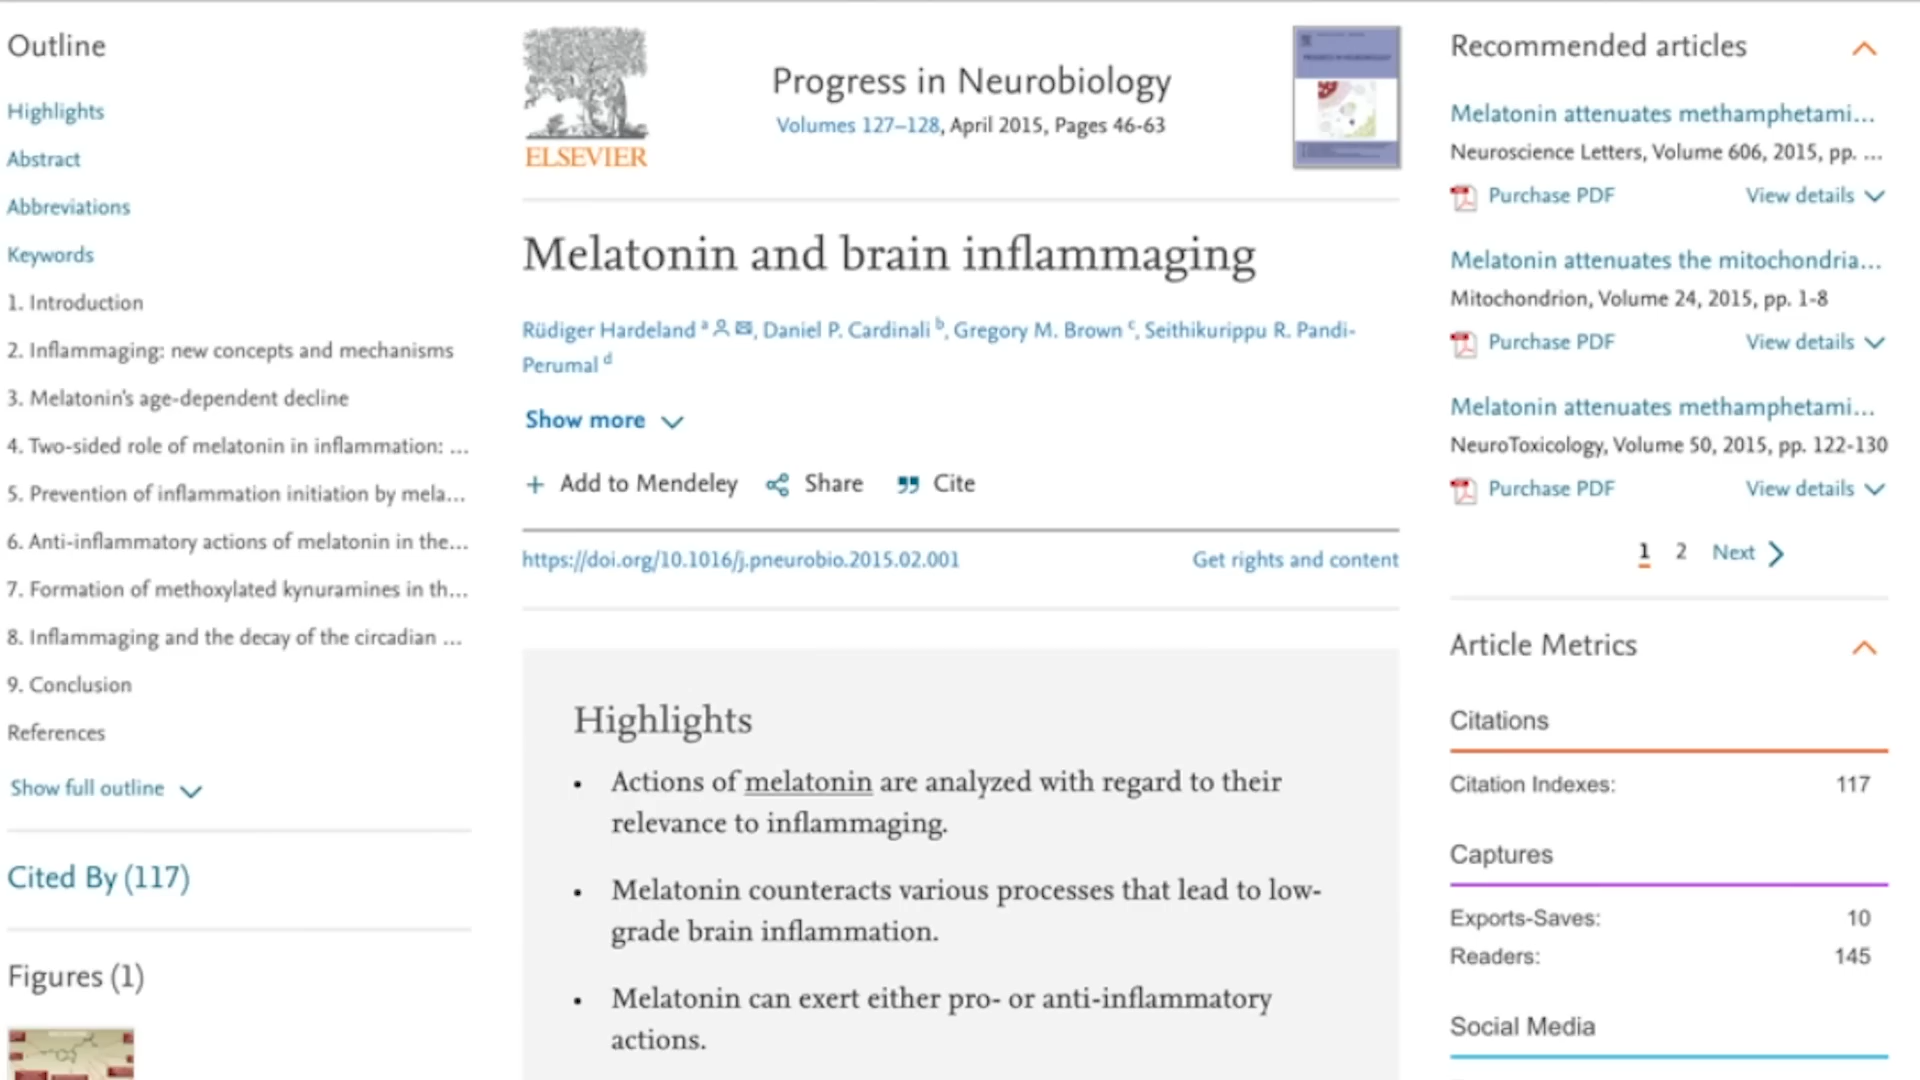 Outline
Highlights
Abstract
Abbreviations
Keywords
1. Introduction
2. Inflammaging: new concepts and mechanisms
3. Melatonin's age-dependent decline
4. Two-sided role of melatonin in inflammation: ...
5. Prevention of inflammation initiation by mela...
6. Anti-inflammatory actions of melatonin in the...
7. Formation of methoxylated kynuramines in th...
8. Inflammaging and the decay of the circadian ...
9. Conclusion
References
Show full outline
Cited By (117)
Figures (1)
ELSEVIER
Progress in Neurobiology
Volumes 127–128, April 2015, Pages 46-63
Melatonin and brain inflammaging
Rüdiger Hardeland a, Daniel P. Cardinali b, Gregory M. Brown c, Seithikurippu R. Pandi-
Perumal d
Show more
+ Add to Mendeley Share Cite
https://doi.org/10.1016/j.pneurobio.2015.02.001 Get rights and content
Highlights
• Actions of melatonin are analyzed with regard to their
relevance to inflammaging.
• Melatonin counteracts various processes that lead to low-
grade brain inflammation.
• Melatonin can exert either pro- or anti-inflammatory
actions.
Recommended articles
Melatonin attenuates methamphetami...
Neuroscience Letters, Volume 606, 2015, pp. ...
Purchase PDF View details
Melatonin attenuates the mitochondria...
Mitochondrion, Volume 24, 2015, pp. 1-8
Purchase PDF View details
Melatonin attenuates methamphetami...
NeuroToxicology, Volume 50, 2015, pp. 122-130
Purchase PDF View details
1 2 Next
Article Metrics
Citations
Citation Indexes: 117
Captures
Exports-Saves: 10
Readers: 145
Social Media